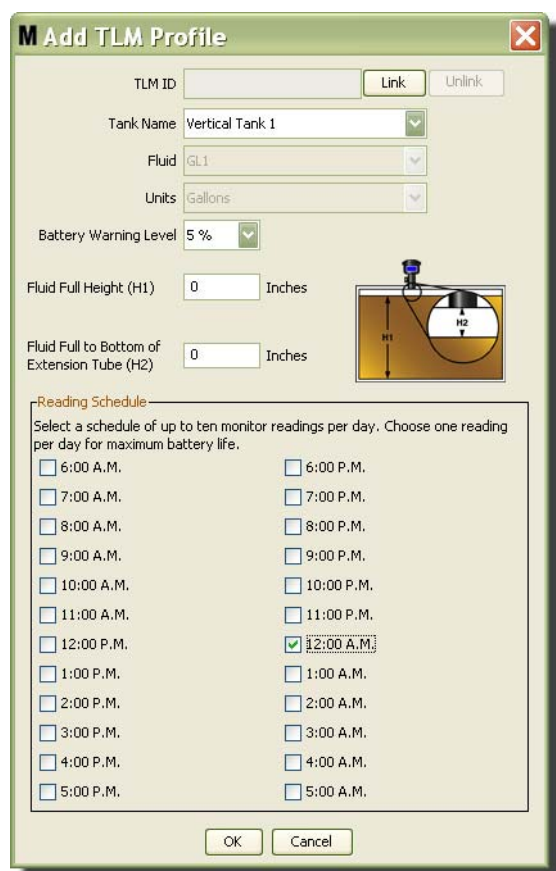 M Add TLM Profile
TLM ID Link Unlink
Tank Name Vertical Tank 1
Fluid GL1
Units Gallons
Battery Warning Level 5 %
Fluid Full Height (H1) 0 Inches
H1 H2
Fluid Full to Bottom of
Extension Tube (H2) 0 Inches
Reading Schedule
Select a schedule of up to ten monitor readings per day. Choose one reading
per day for maximum battery life.
6:00 A.M. 6:00 P.M.
7:00 A.M. 7:00 P.M.
8:00 A.M. 8:00 P.M.
9:00 A.M. 9:00 P.M.
10:00 A.M. 10:00 P.M.
11:00 A.M. 11:00 P.M.
12:00 P.M. 12:00 A.M.
1:00 P.M. 1:00 A.M.
2:00 P.M. 2:00 A.M.
3:00 P.M. 3:00 A.M.
4:00 P.M. 4:00 A.M.
5:00 P.M. 5:00 A.M.
OK Cancel